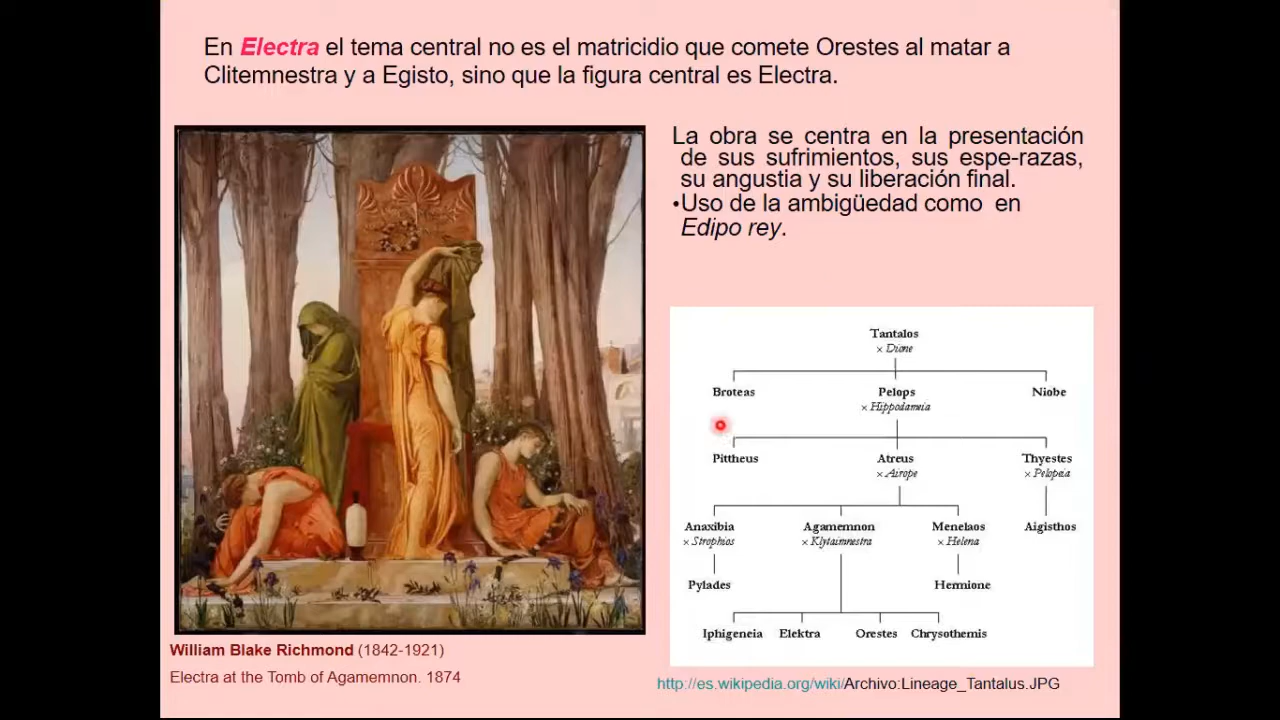 En Electra el tema central no es el matricidio que comete Orestes al matar a
Clitemnestra y a Egisto, sino que la figura central es Electra.
La obra se centra en la presentación
de sus sufrimientos, sus espe-razas,
su angustia y su liberación final.
•Uso de la ambigüedad como en
Edipo rey.
Tantalos
× Dione
Broteas Pelops Niobe
× Hippodameia
Pittheus Atreus Thyestes
× Airope × Pelopeia
Anaxibia Agamemnon Menelaos Aigisthos
× Strophios × Klytaimnestra × Helena
Pylades Hermione
Iphigeneia Elektra Orestes Chrysothemis
William Blake Richmond (1842-1921)
Electra at the Tomb of Agamemnon. 1874
http://es.wikipedia.org/wiki/Archivo:Lineage_Tantalus.JPG